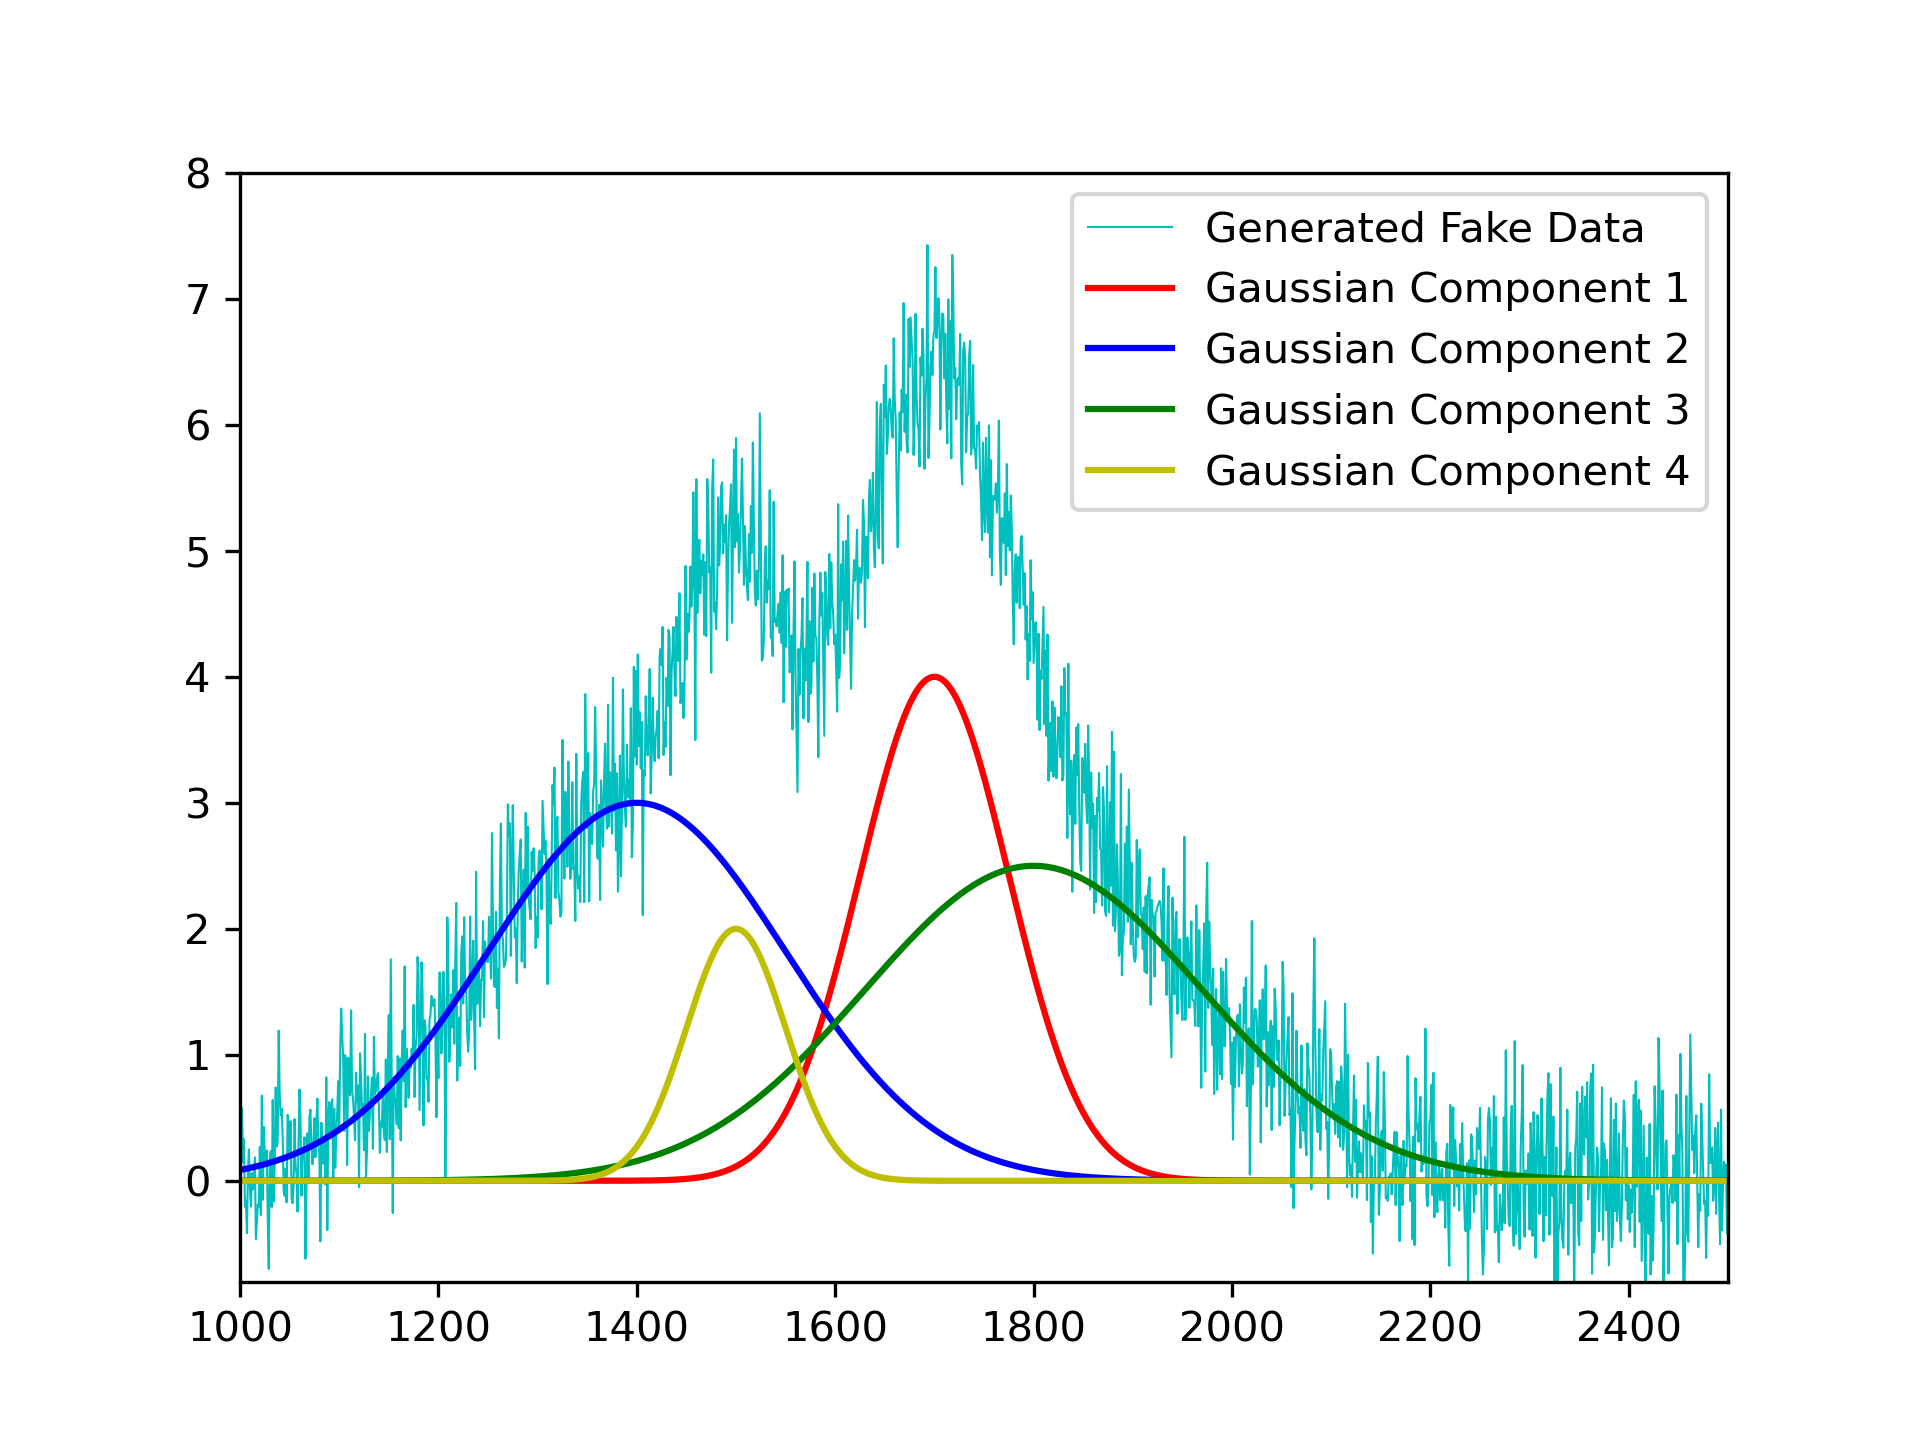 8
7
6
5
4
3
2
1
0
Generated Fake Data
Gaussian Component 1
Gaussian Component 2
Gaussian Component 3
Gaussian Component 4
1000 1200 1400 1600 1800 2000 2200 2400